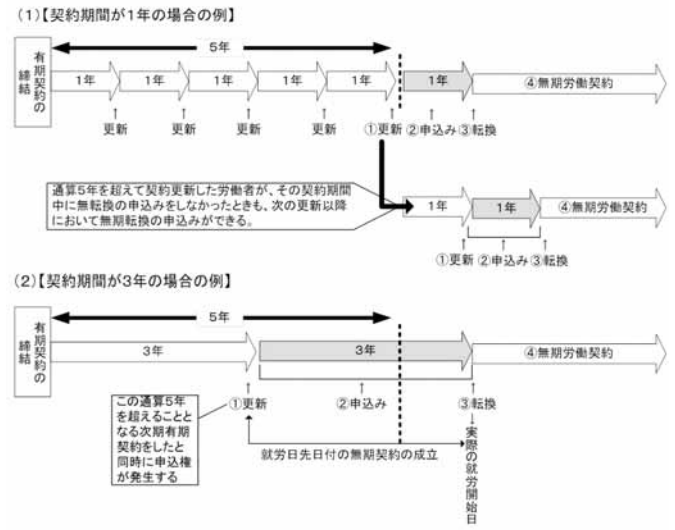 (1)【契約期間が1年の場合の例】
5年
有期契約の
締結
1年 1年 1年 1年 1年 1年 ④無期労働契約
更新 更新 更新 更新 ①更新 ②申込み ③転換
通算5年を超えて契約更新した労働者が、その契約期間
中に無転換の申込みをしなかったときも、次の更新以降
において無期転換の申込みができる。
1年 1年 ④無期労働契約
①更新 ②申込み ③転換
(2)【契約期間が3年の場合の例】
5年
有期契約の
締結
3年 3年 ④無期労働契約
①更新 ②申込み ③転換
この通算5年
を超えることと
なる次期有期
契約をしたと
同時に申込権
が発生する
就労日先日付の無期契約の成立
実際の就労開始日